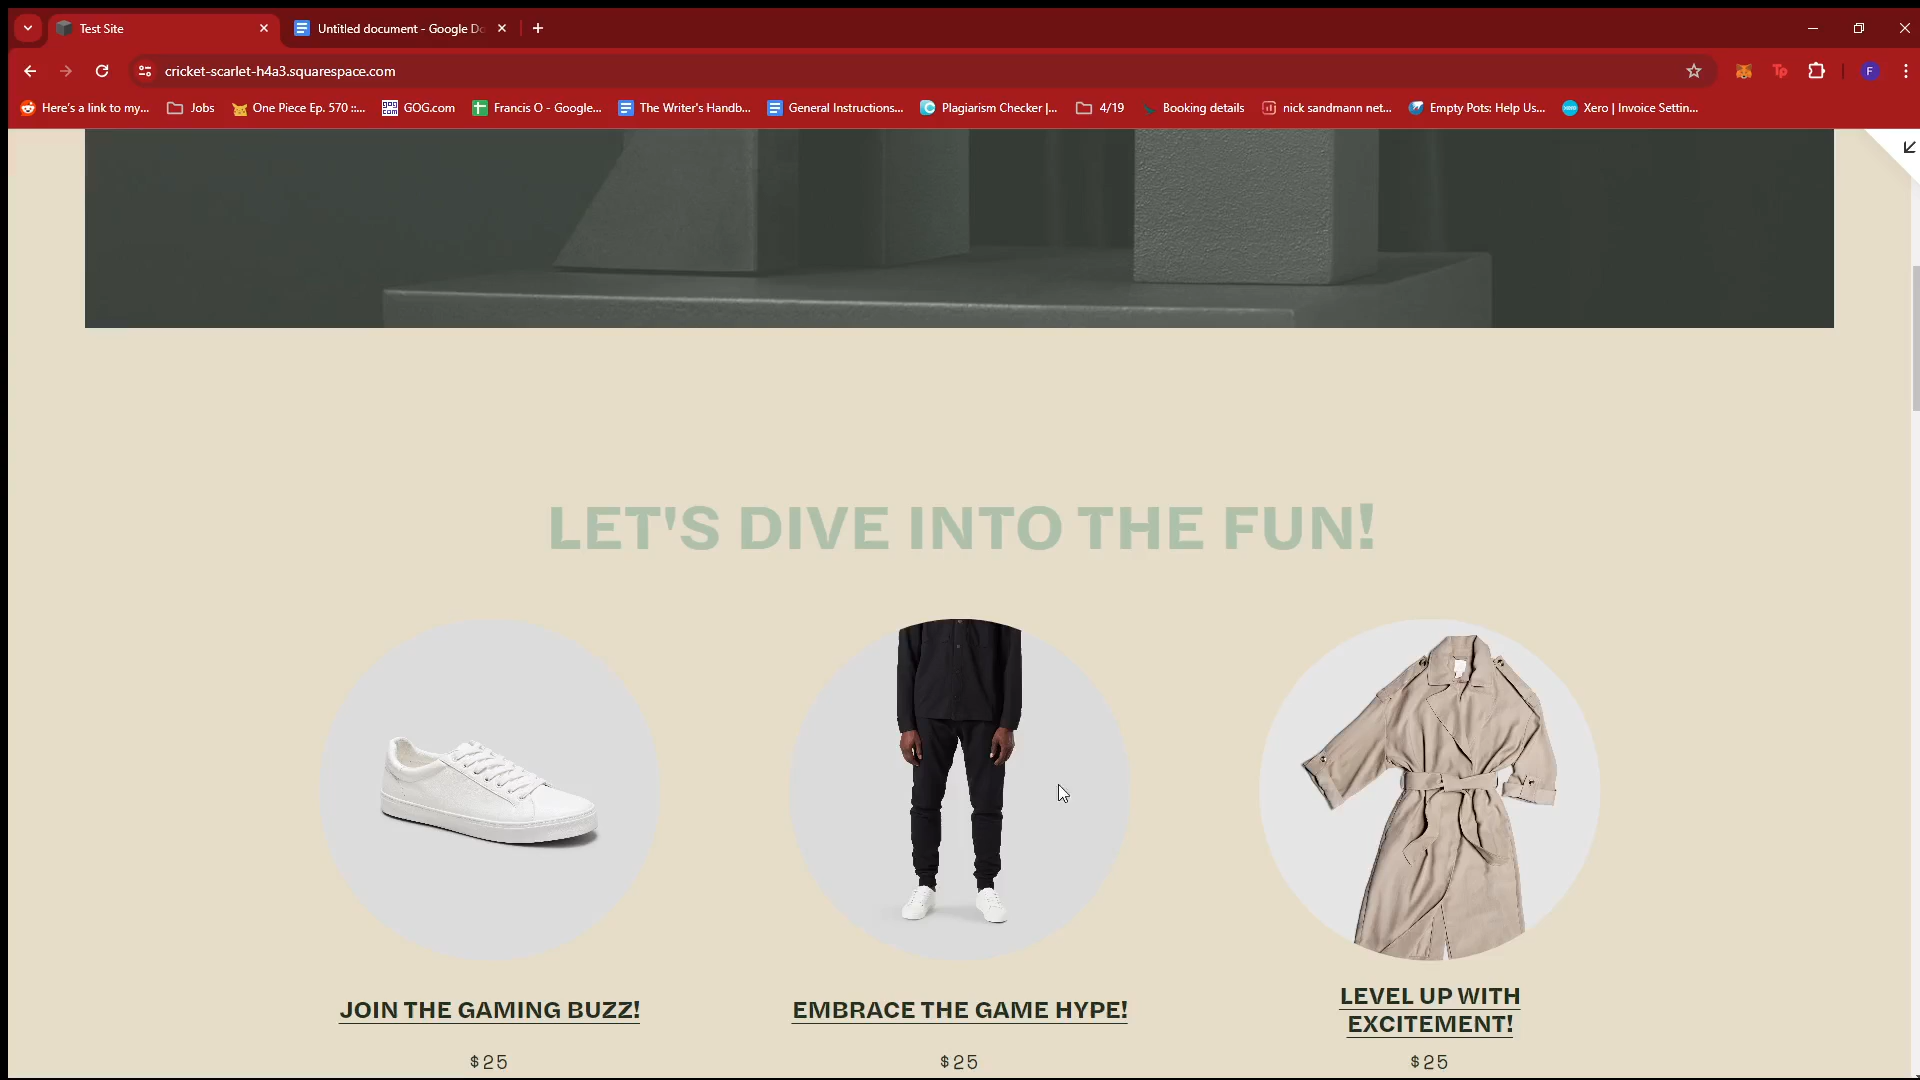 Test Site
Untitled document - Google Do
cricket-scarlet-h4a3.squarespace.com
Tp
F
Here's a link to my...
Jobs
One Piece Ep. 570 ::...
GOG.com
Francis O - Google...
The Writer's Handb...
General Instructions...
Plagiarism Checker |...
4/19
Booking details
nick sandmann net...
Empty Pots: Help Us...
Xero | Invoice Settin...
LET'S DIVE INTO THE FUN!
JOIN THE GAMING BUZZ!
$25
EMBRACE THE GAME HYPE!
$25
LEVEL UP WITH
EXCITEMENT!
$25